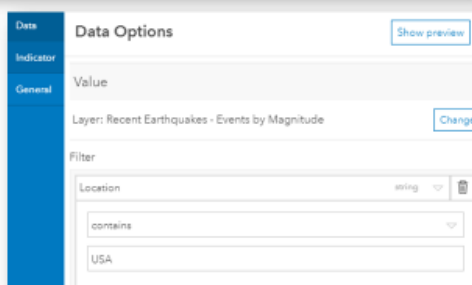 Data
Data Options
Show preview
Indicator
General
Value
Layer: Recent Earthquakes - Events by Magnitude
Change
Filter
Location
string
contains
USA